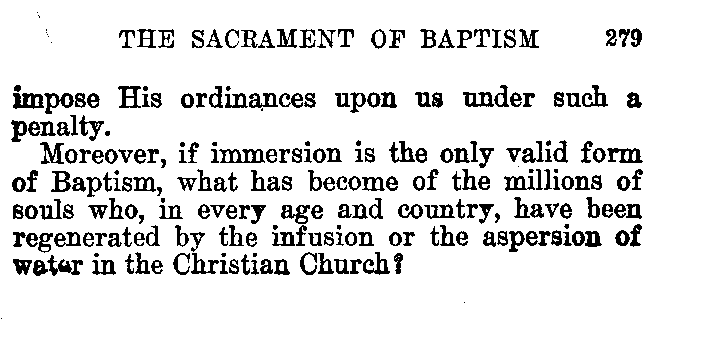 THE SACRAMENT OF BAPTISM 279
impose His ordinances upon us under such a
penalty.
Moreover, if immersion is the only valid form
of Baptism, what has become of the millions of
souls who, in every age and country, have been
regenerated by the infusion or the aspersion of
water in the Christian Church?